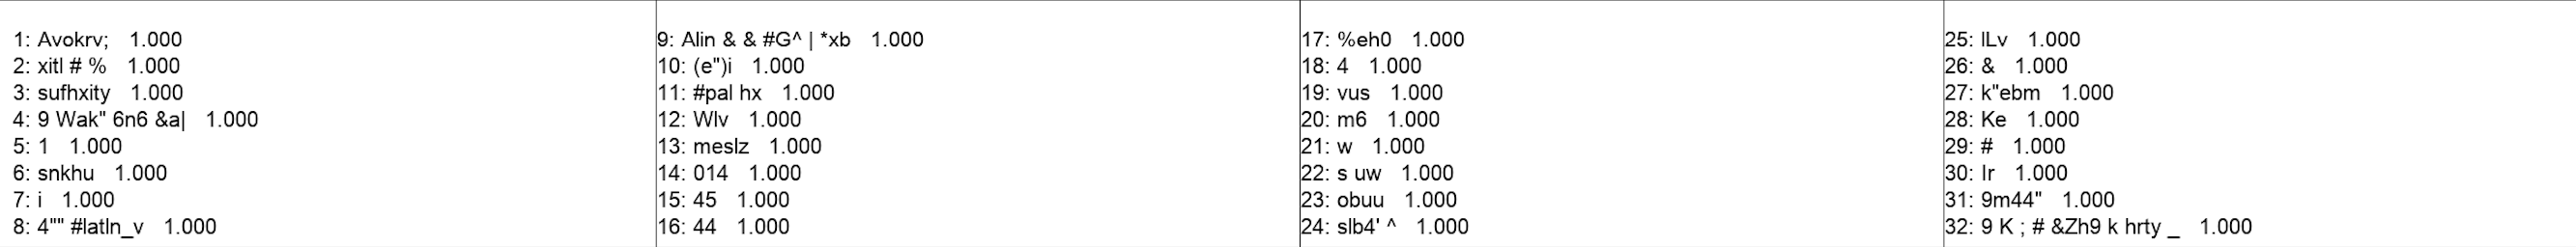 1: Avokrv; 1.000
2: xitl # % 1.000
3: sufhxity 1.000
4: 9 Wak" 6n6 &a| 1.000
5: 1 1.000
6: snkhu 1.000
7: i 1.000
8: 4"" #latln_v 1.000
9: Alin & & #G^ | *xb 1.000
10: (e")i 1.000
11: #pal hx 1.000
12: Wlv 1.000
13: meslz 1.000
14: 014 1.000
15: 45 1.000
16: 44 1.000
17: %eh0 1.000
18: 4 1.000
19: vus 1.000
20: m6 1.000
21: w 1.000
22: s uw 1.000
23: obuu 1.000
24: slb4' ^ 1.000
25: lLv 1.000
26: & 1.000
27: k"ebm 1.000
28: Ke 1.000
29: # 1.000
30: Ir 1.000
31: 9m44" 1.000
32: 9 K ; # &Zh9 k hrty _ 1.000